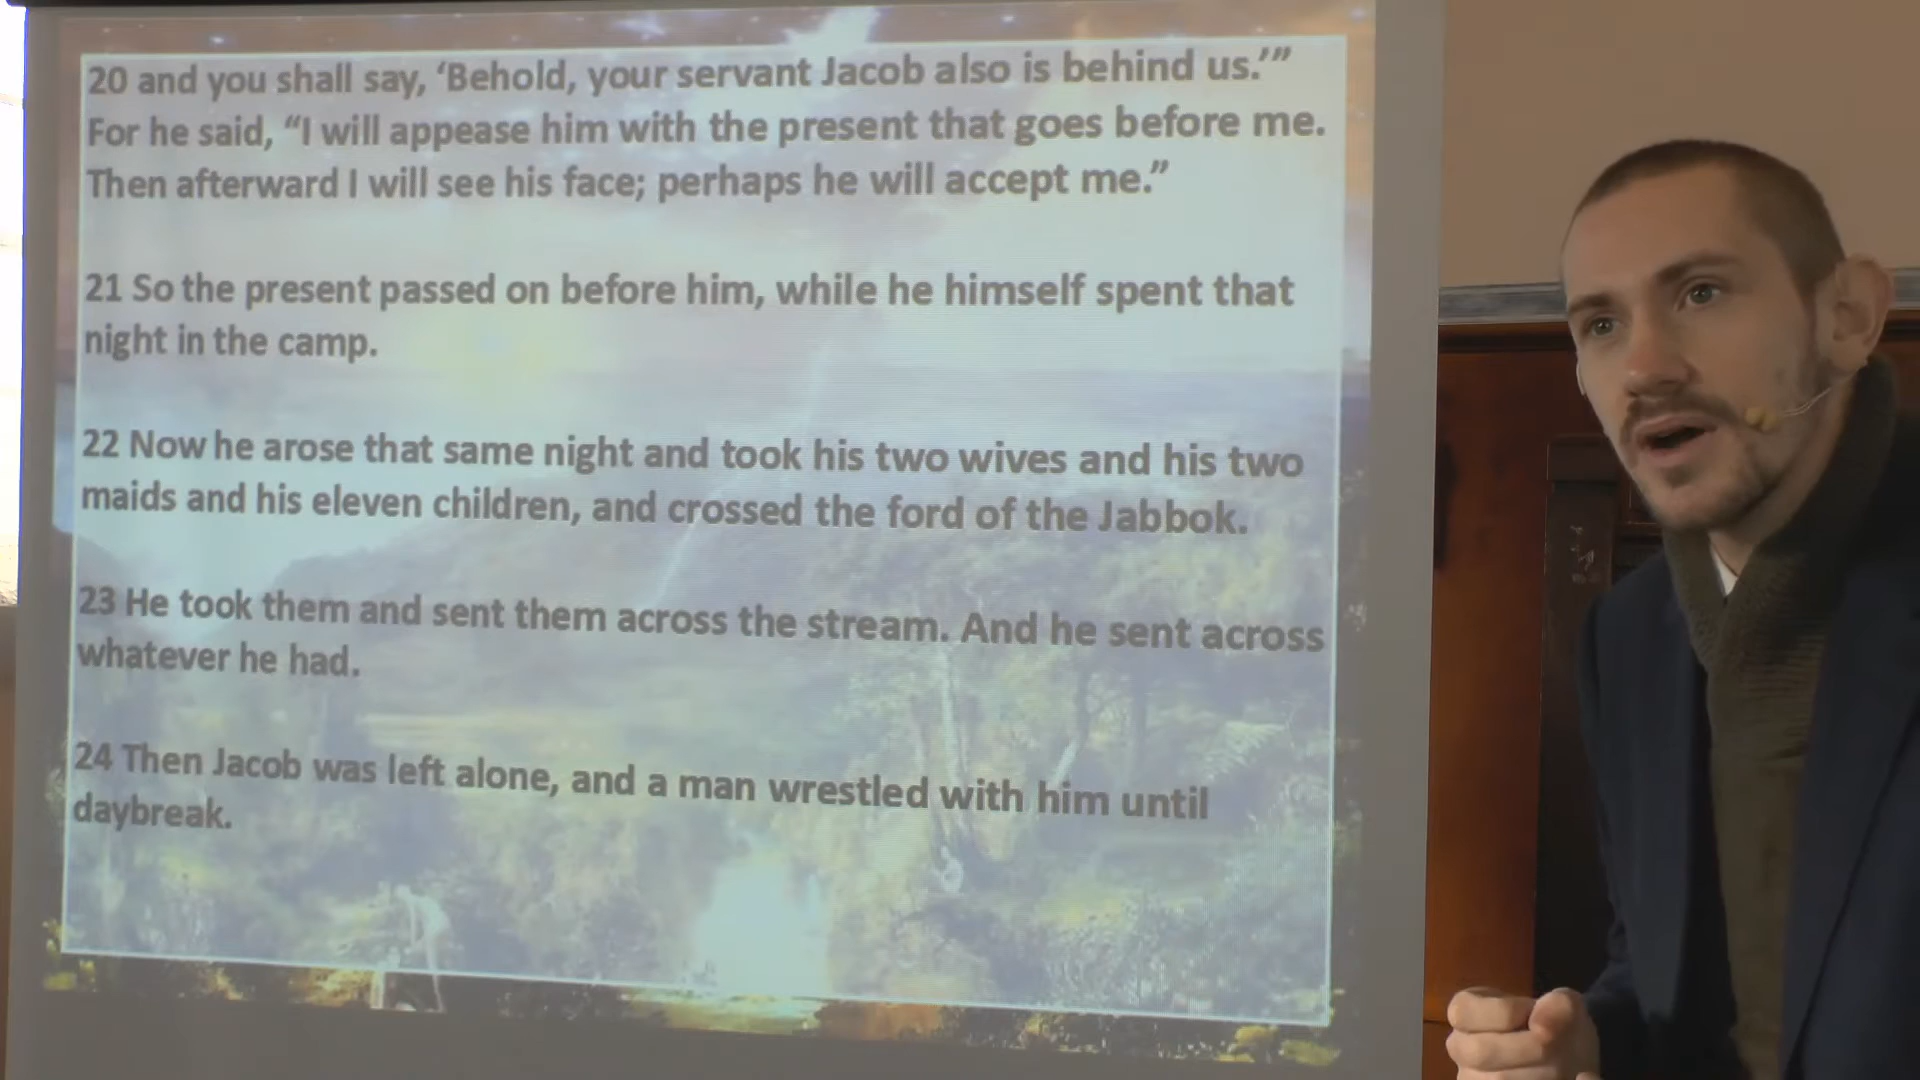 20 and you shall say, ‘Behold, your servant Jacob also is behind us.’”
For he said, “I will appease him with the present that goes before me.
Then afterward I will see his face; perhaps he will accept me.”
21 So the present passed on before him, while he himself spent that
night in the camp.
22 Now he arose that same night and took his two wives and his two
maids and his eleven children, and crossed the ford of the Jabbok.
23 He took them and sent them across the stream. And he sent across
whatever he had.
24 Then Jacob was left alone, and a man wrestled with him until
daybreak.